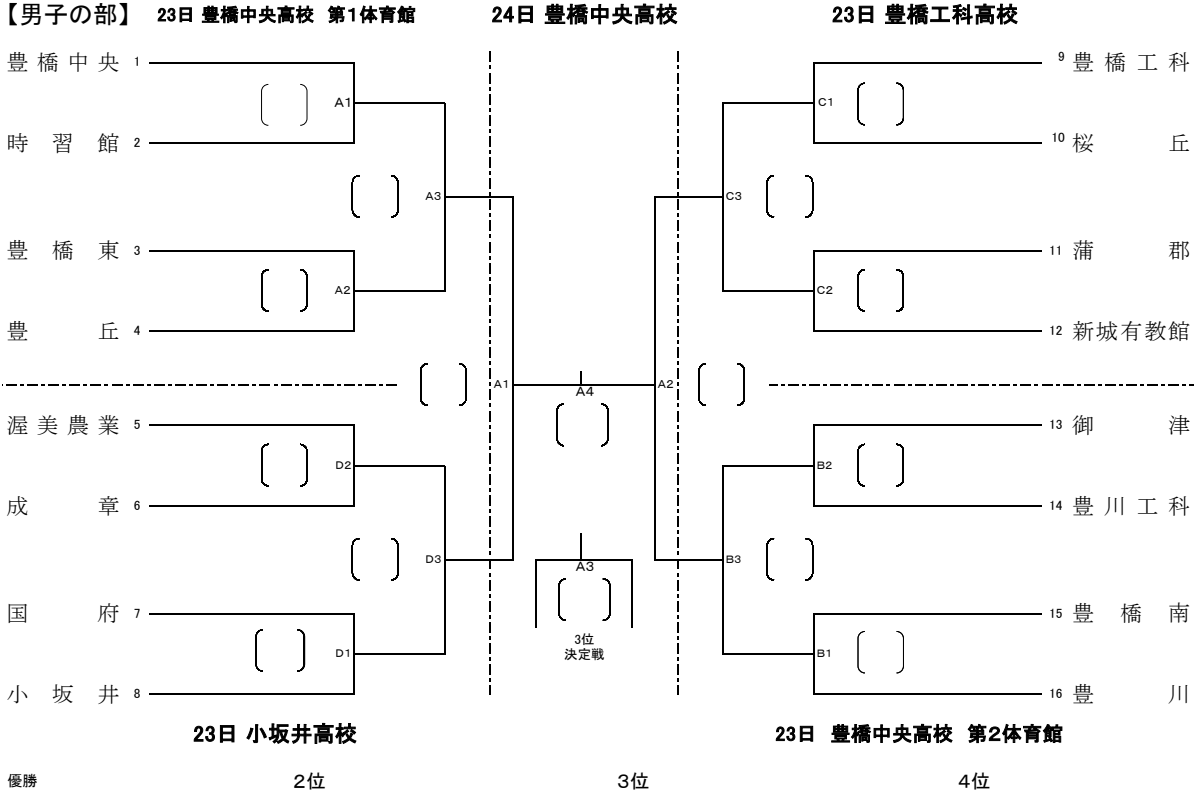 【男子の部】 23日 豊橋中央高校 第1体育館 24日 豊橋中央高校 23日 豊橋工科高校
豊橋中央 1 9 豊橋工科
A1 C1
時習館 2 10 桜丘
A3 C3
豊橋東 3 11 蒲郡
A2 C2
豊丘 4 12 新城有教館
A1 A4 A2
渥美農業 5 13 御津
D2 B2
成章 6 14 豊川工科
D3 A3 B3
国府 7 15 豊橋南
3位
決定戦
D1 B1
小坂井 8 16 豊川
23日 小坂井高校 23日 豊橋中央高校 第2体育館
優勝 2位 3位 4位